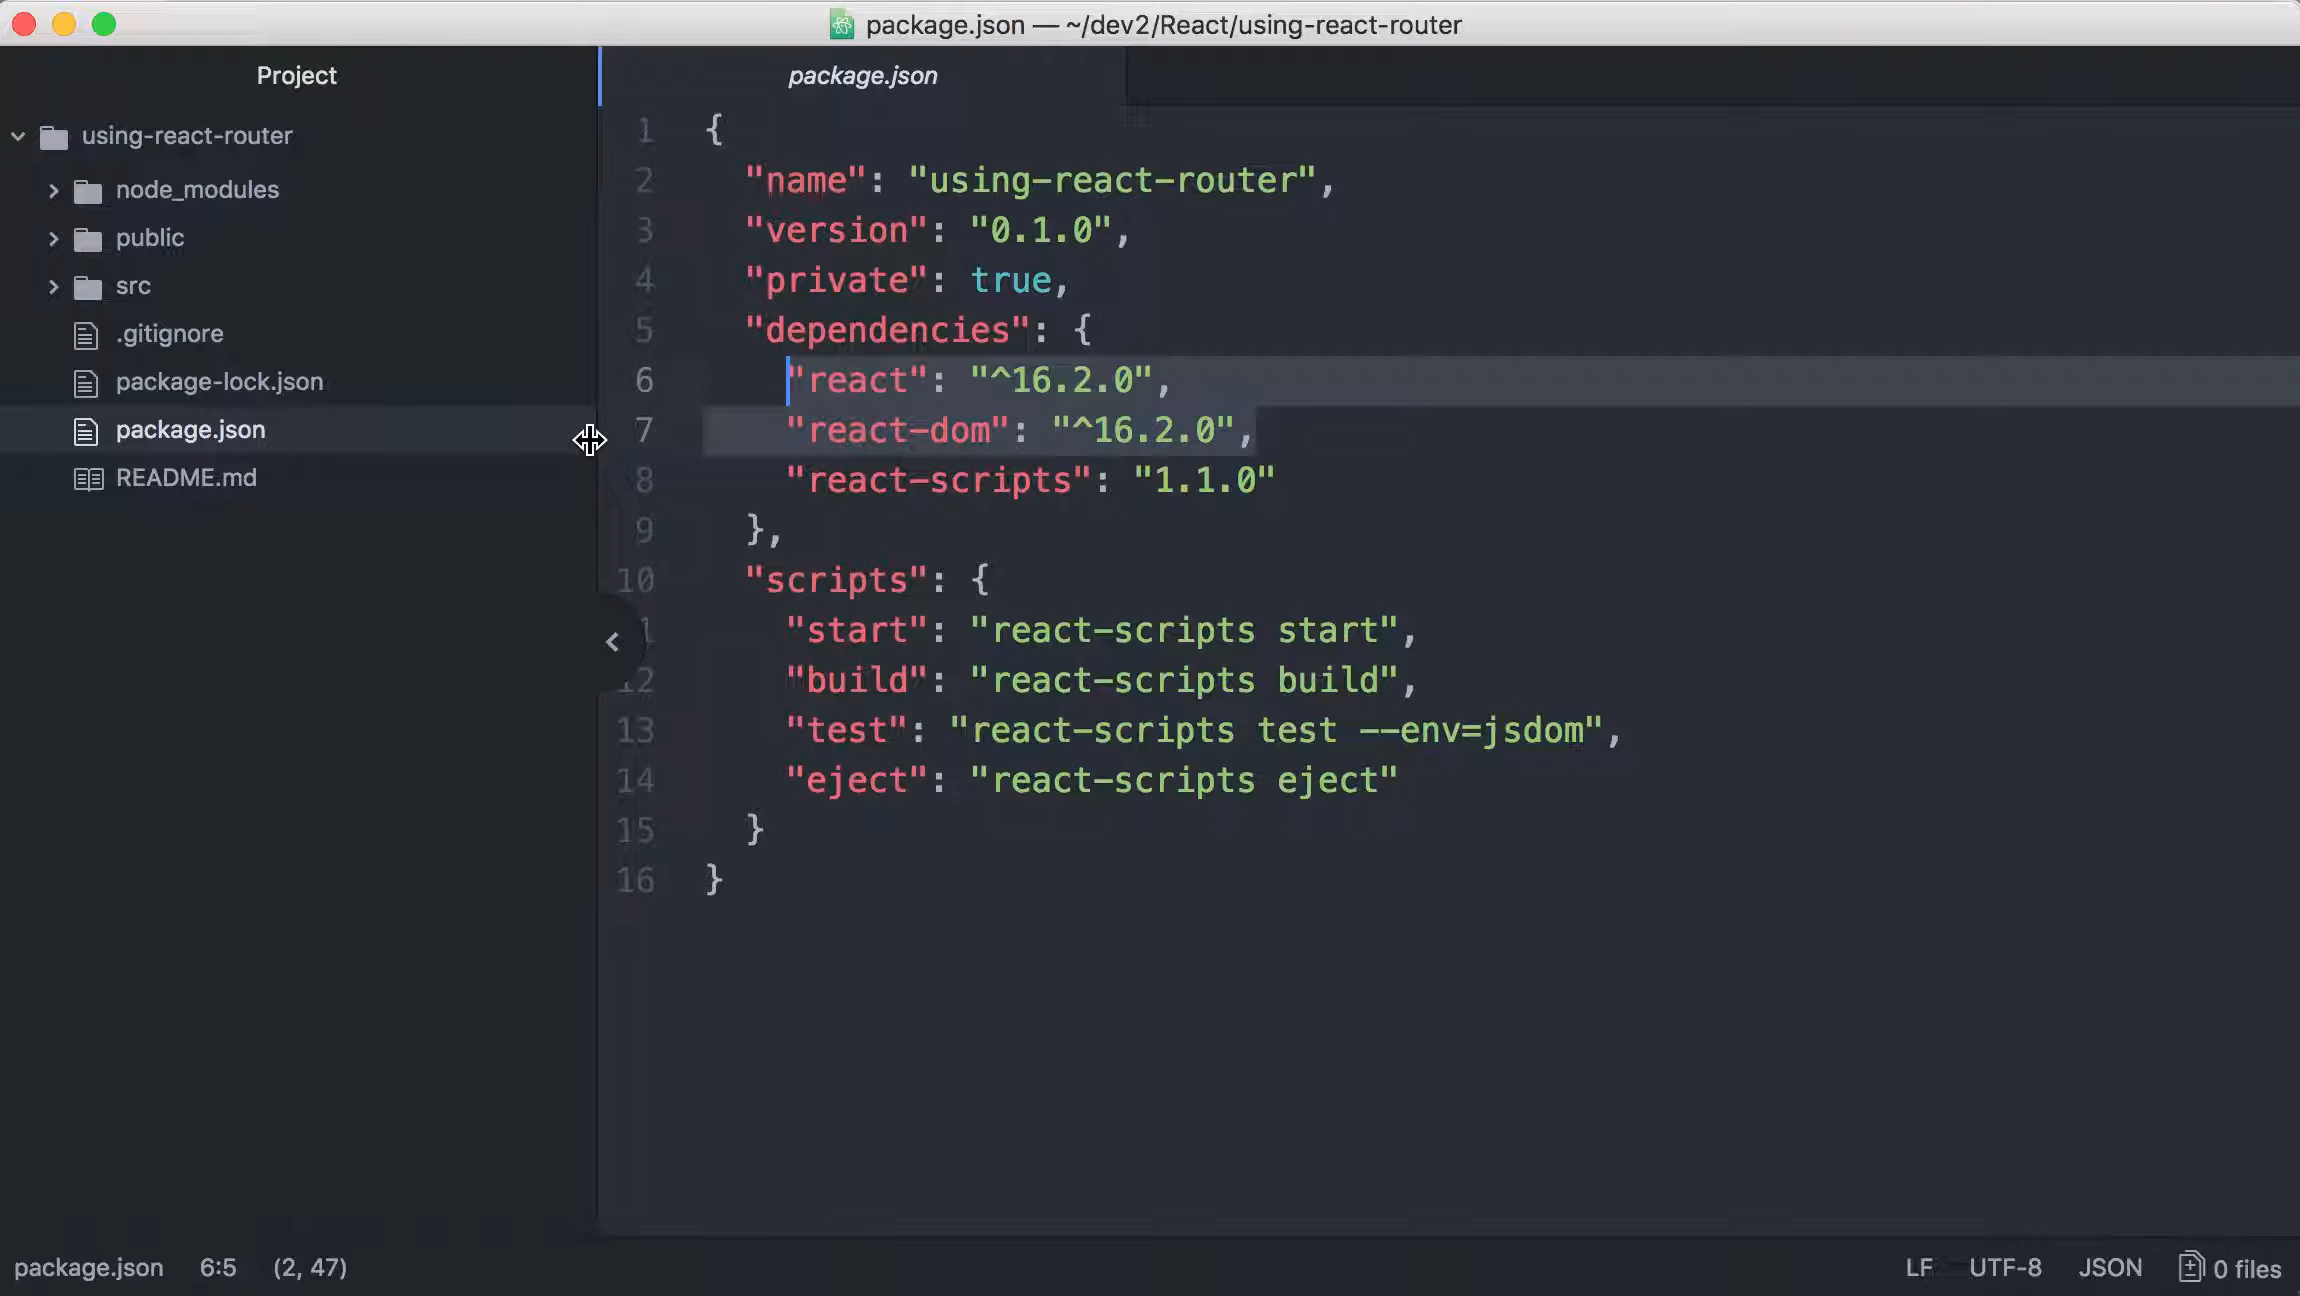 package.json — ~/dev2/React/using-react-router
Project
using-react-router
node_modules
public
src
.gitignore
package-lock.json
package.json
README.md
package.json
1 {
2 "name": "using-react-router",
3 "version": "0.1.0",
4 "private": true,
5 "dependencies": {
6 "react": "^16.2.0",
7 "react-dom": "^16.2.0",
8 "react-scripts": "1.1.0"
9 },
10 "scripts": {
1 "start": "react-scripts start",
12 "build": "react-scripts build",
13 "test": "react-scripts test --env=jsdom",
14 "eject": "react-scripts eject"
15 }
16 }
package.json 6:5 (2, 47)
LF UTF-8 JSON 0 files